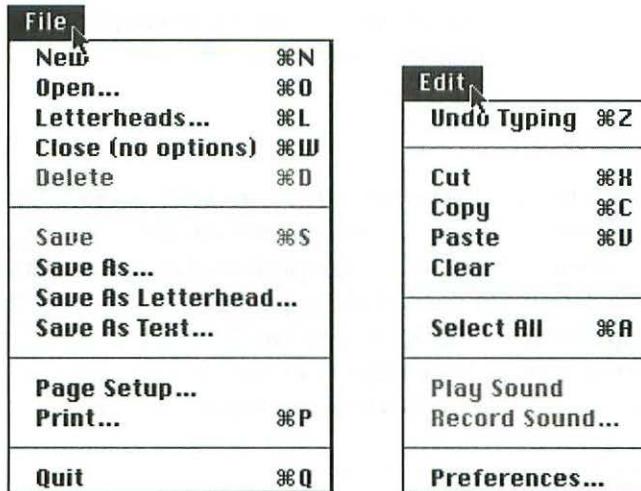 File
New ⌘N
Open... ⌘O
Letterheads... ⌘L
Close (no options) ⌘W
Delete ⌘D
Save ⌘S
Save As...
Save As Letterhead...
Save As Text...
Page Setup...
Print... ⌘P
Quit ⌘Q
Edit
Undo Typing ⌘Z
Cut ⌘X
Copy ⌘C
Paste ⌘V
Clear
Select All ⌘A
Play Sound
Record Sound...
Preferences...